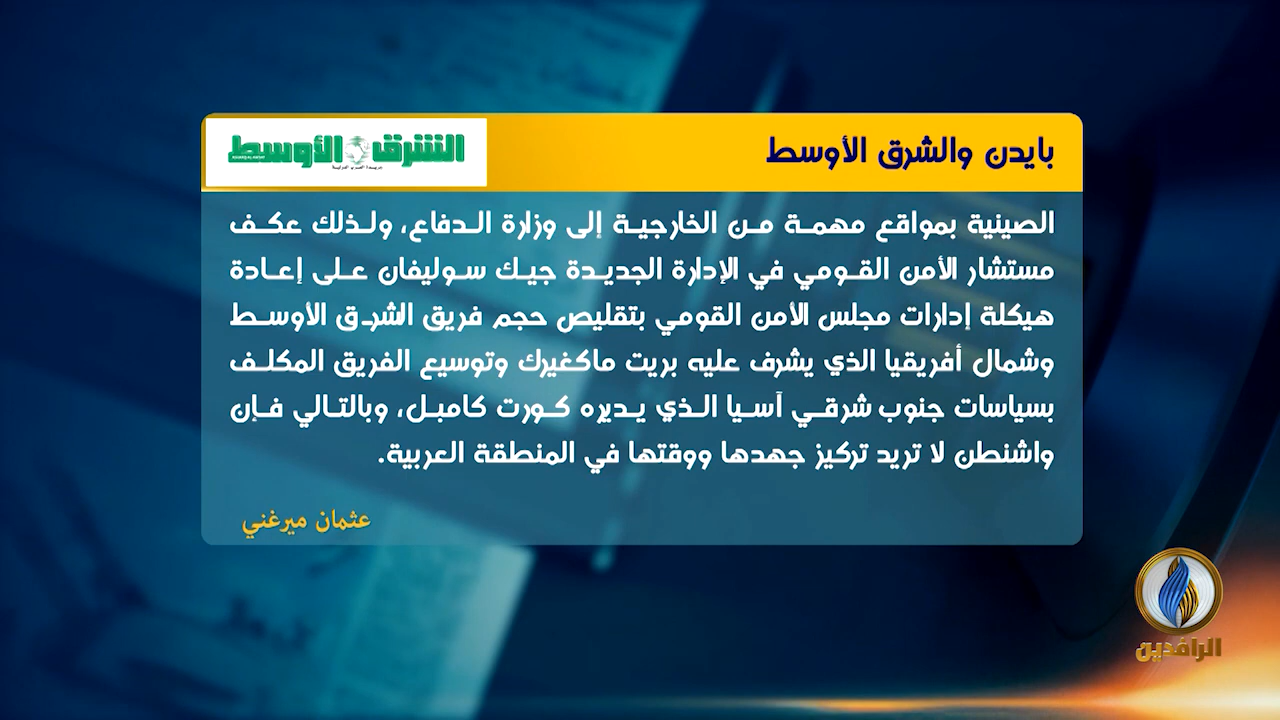 بايدن والشرق الأوسط
الشرق الأوسط
جريدة العرب الدولية
الصينية بمواقع مهمة من الخارجية إلى وزارة الدفاع، ولذلك عكف
مستشار الأمن القومي في الإدارة الجديدة جيك سوليفان على إعادة
هيكلة إدارات مجلس الأمن القومي بتقليص حجم فريق الشرق الأوسط
وشمال أفريقيا الذي يشرف عليه بريت ماكغيرك وتوسيع الفريق المكلف
بسياسات جنوب شرقي آسيا الذي يديره كورت كامبل، وبالتالي فإن
واشنطن لا تريد تركيز جهدها ووقتها في المنطقة العربية.
عثمان ميرغني
الرافدين